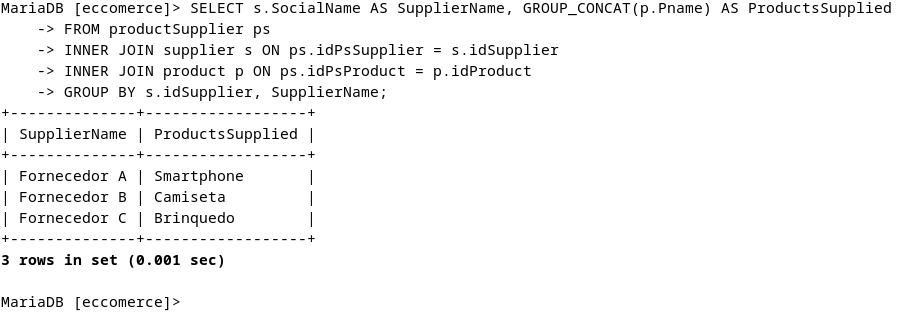 MariaDB [eccomerce]> SELECT s.SocialName AS SupplierName, GROUP_CONCAT(p.Pname) AS ProductsSupplied
    -> FROM productSupplier ps
    -> INNER JOIN supplier s ON ps.idPsSupplier = s.idSupplier
    -> INNER JOIN product p ON ps.idPsProduct = p.idProduct
    -> GROUP BY s.idSupplier, SupplierName;
+--------------+------------------+
| SupplierName | ProductsSupplied |
+--------------+------------------+
| Fornecedor A | Smartphone       |
| Fornecedor B | Camiseta         |
| Fornecedor C | Brinquedo        |
+--------------+------------------+
3 rows in set (0.001 sec)

MariaDB [eccomerce]>